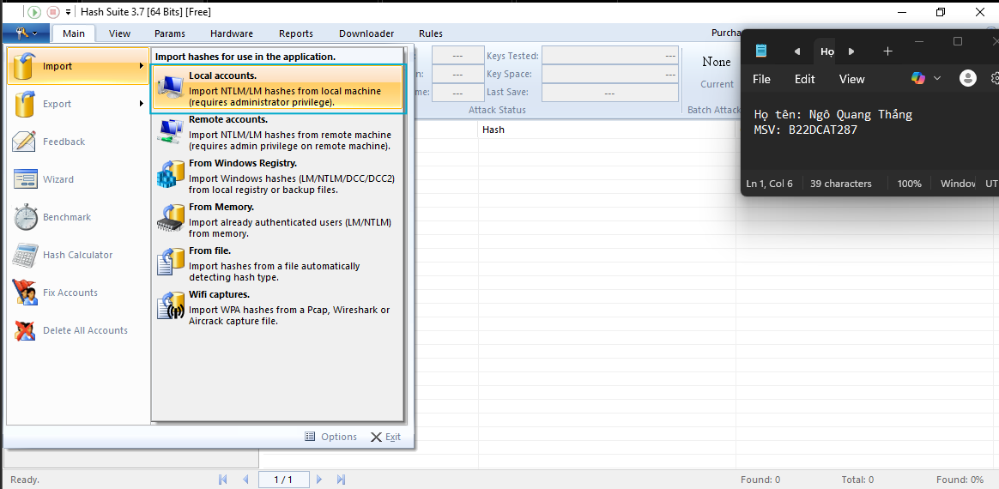 Hash Suite 3.7 [64 Bits] [Free]
Main View Params Hardware Reports Downloader Rules
Import
Export
Feedback
Wizard
Benchmark
Hash Calculator
Fix Accounts
Delete All Accounts
Import hashes for use in the application.
Local accounts.
Import NTLM/LM hashes from local machine
(requires administrator privilege).
Remote accounts.
Import NTLM/LM hashes from remote machine
(requires admin privilege on remote machine).
From Windows Registry.
Import Windows hashes (LM/NTLM/DCC/DCC2)
from local registry or backup files.
From Memory.
Import already authenticated users (LM/NTLM)
from memory.
From file.
Import hashes from a file automatically
detecting hash type.
Wifi captures.
Import WPA hashes from a Pcap, Wireshark or
Aircrack capture file.
Options Exit
--- Keys Tested: ---
--- Key Space: ---
--- Last Save: ---
Attack Status
None
Current
Batch Attack
Hash
Họ
File Edit View
Họ tên: Ngô Quang Thắng
MSV: B22DCAT287
Ln 1, Col 6 39 characters 100%
Ready. 1 / 1 Found: 0 Total: 0 Found: 0%